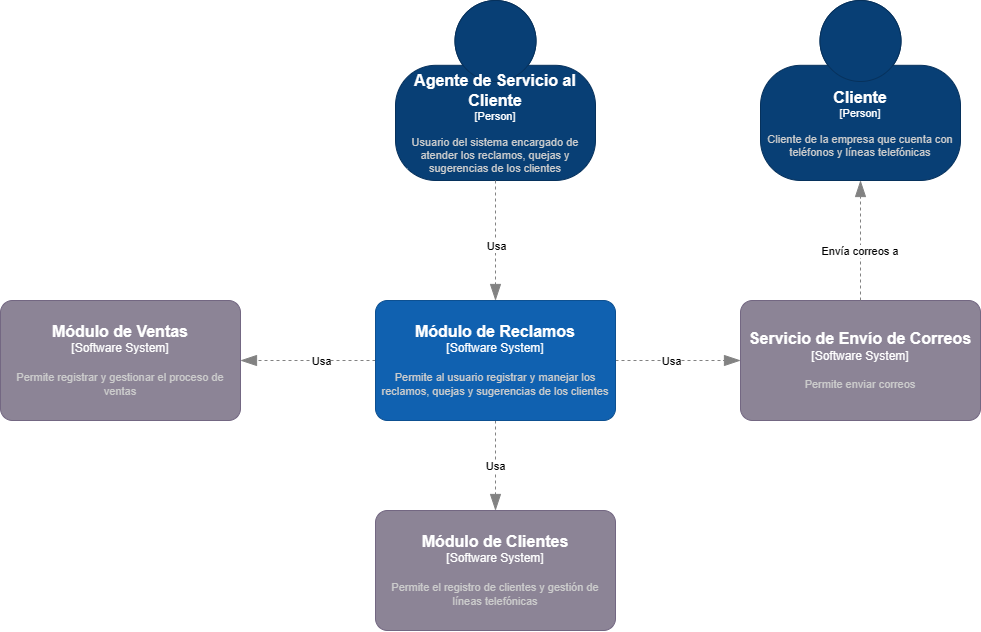 Agente de Servicio al
Cliente
[Person]
Usuario del sistema encargado de
atender los reclamos, quejas y
sugerencias de los clientes
Cliente
[Person]
Cliente de la empresa que cuenta con
teléfonos y líneas telefónicas
Usa
Envía correos a
Módulo de Ventas
[Software System]
Permite registrar y gestionar el proceso de
ventas
Usa
Módulo de Reclamos
[Software System]
Permite al usuario registrar y manejar los
reclamos, quejas y sugerencias de los clientes
Usa
Servicio de Envío de Correos
[Software System]
Permite enviar correos
Usa
Módulo de Clientes
[Software System]
Permite el registro de clientes y gestión de
líneas telefónicas